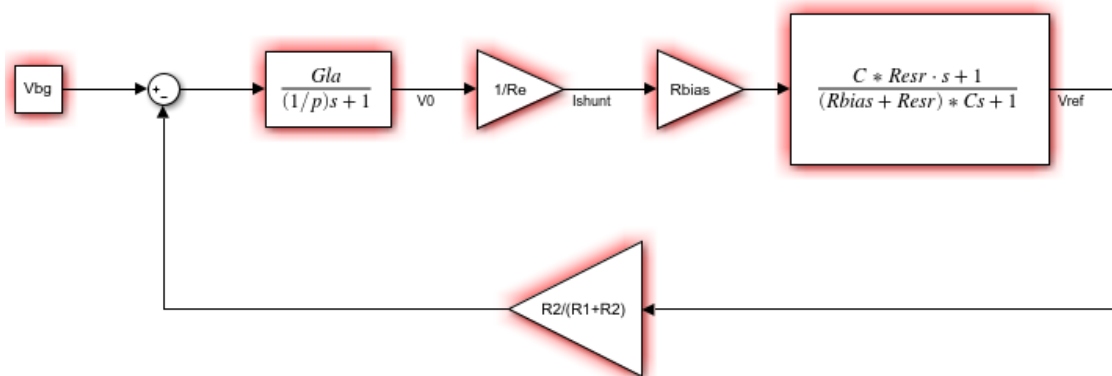 Vbg
+
−
Gla
(1/p)s + 1
V0
1/Re
Ishunt
Rbias
C ∗ Resr · s + 1
(Rbias + Resr) ∗ Cs + 1
Vref
R2/(R1+R2)